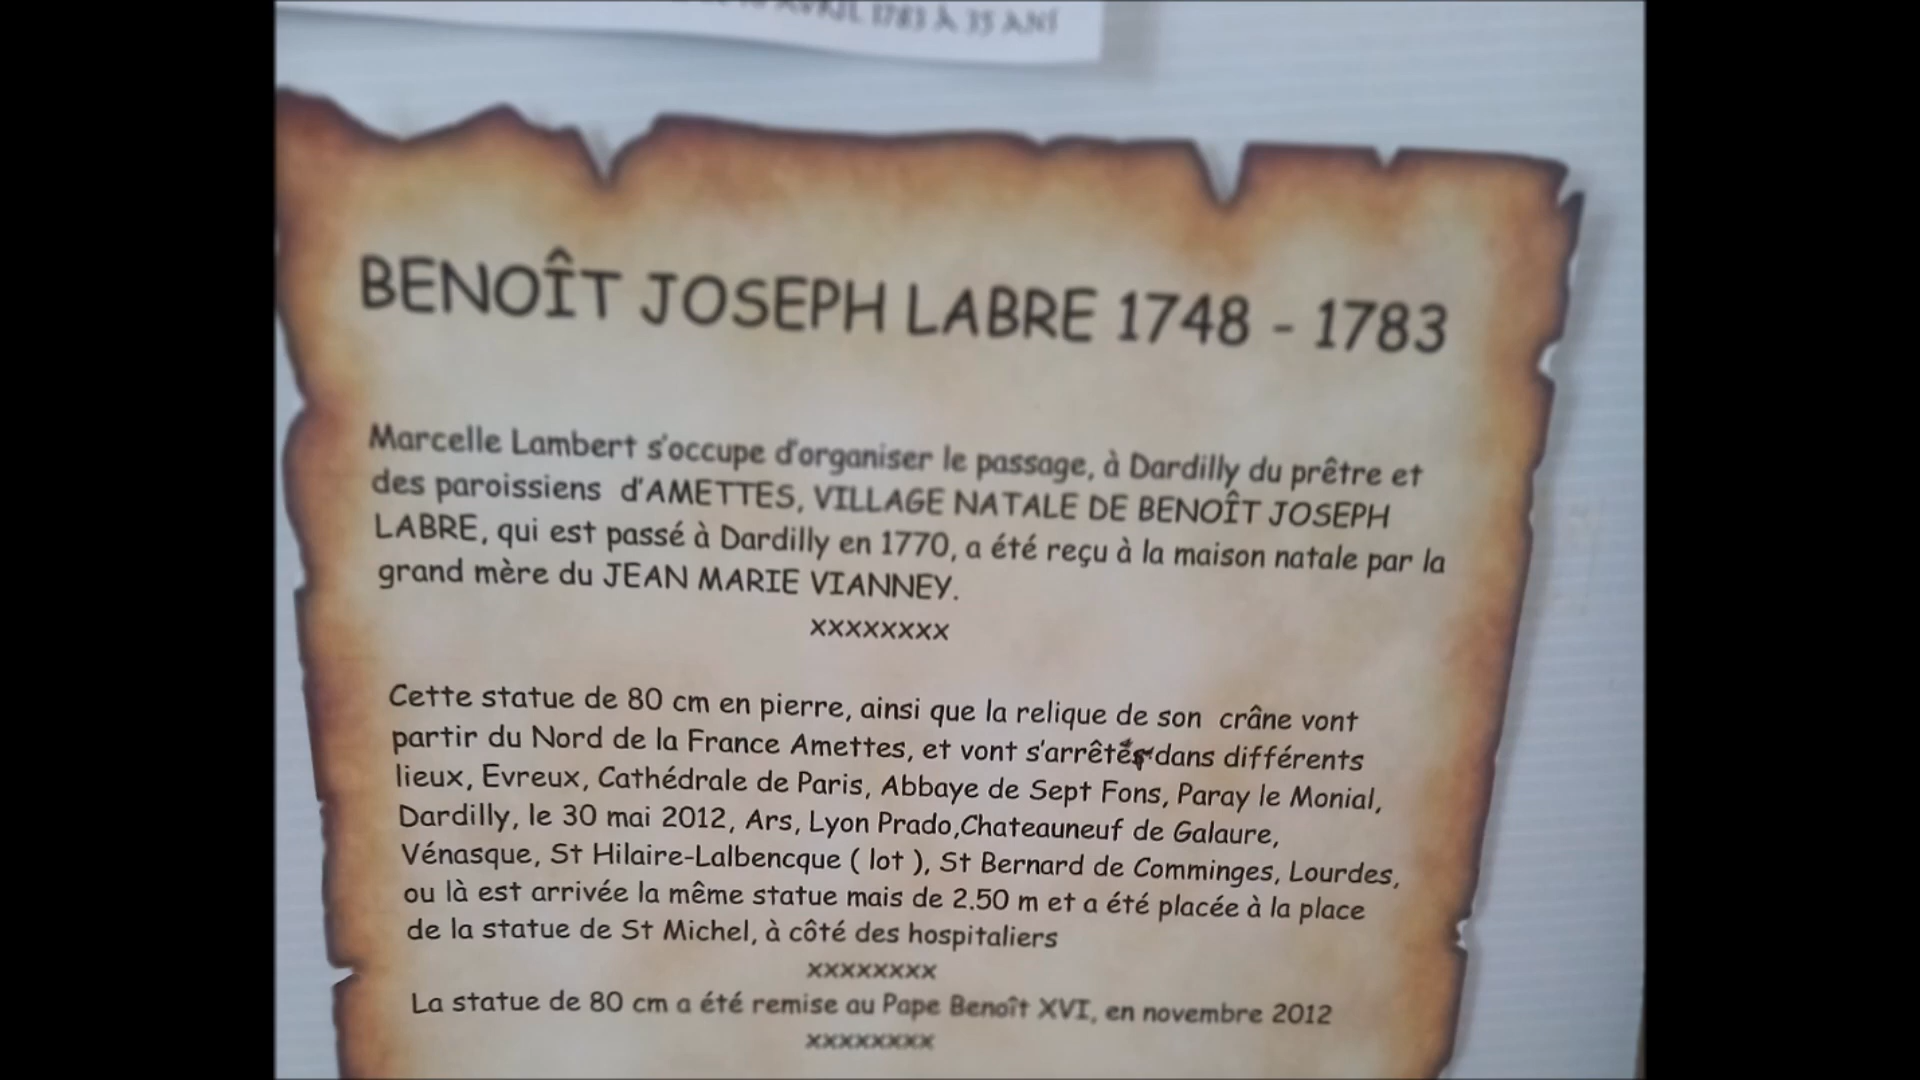 AVRIL 1783 À 35 ANS
BENOÎT JOSEPH LABRE 1748 - 1783
Marcelle Lambert s'occupe d'organiser le passage, à Dardilly du prêtre et
des paroissiens d'AMETTES, VILLAGE NATALE DE BENOÎT JOSEPH
LABRE, qui est passé à Dardilly en 1770, a été reçu à la maison natale par la
grand mère du JEAN MARIE VIANNEY.
xxxxxxxx
Cette statue de 80 cm en pierre, ainsi que la relique de son crâne vont
partir du Nord de la France Amettes, et vont s'arrêter dans différents
lieux, Evreux, Cathédrale de Paris, Abbaye de Sept Fons, Paray le Monial,
Dardilly, le 30 mai 2012, Ars, Lyon Prado,Chateauneuf de Galaure,
Vénasque, St Hilaire-Lalbencque ( lot ), St Bernard de Comminges, Lourdes,
ou là est arrivée la même statue mais de 2.50 m et a été placée à la place
de la statue de St Michel, à côté des hospitaliers
xxxxxxxx
La statue de 80 cm a été remise au Pape Benoît XVI, en novembre 2012
xxxxxxxx